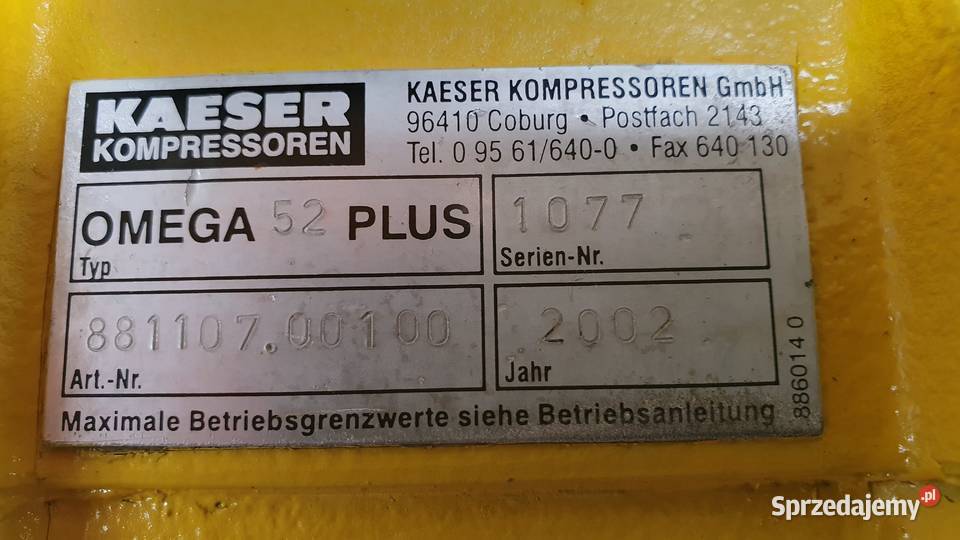 KAESER
KOMPRESSOREN
KAESER KOMPRESSOREN GmbH
96410 Coburg • Postfach 2143
Tel. 0 95 61/640-0 • Fax 640 130
OMEGA 52 PLUS
Typ
1077
Serien-Nr.
881107.00100
Art.-Nr.
2002
Jahr
Maximale Betriebsgrenzwerte siehe Betriebsanleitung
886014 0
Sprzedajemy.pl